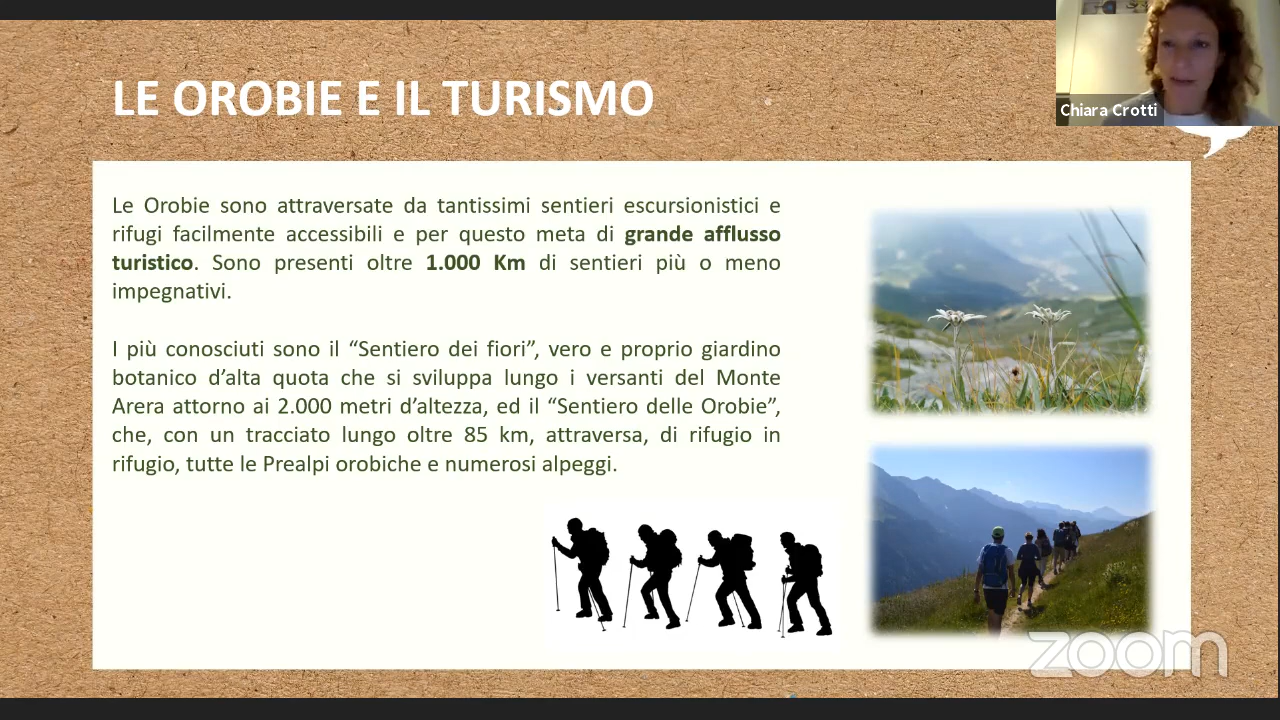 LE OROBIE E IL TURISMO
Chiara Crotti
Le Orobie sono attraversate da tantissimi sentieri escursionistici e
rifugi facilmente accessibili e per questo meta di grande afflusso
turistico. Sono presenti oltre 1.000 Km di sentieri più o meno
impegnativi.
I più conosciuti sono il “Sentiero dei fiori”, vero e proprio giardino
botanico d’alta quota che si sviluppa lungo i versanti del Monte
Arera attorno ai 2.000 metri d’altezza, ed il “Sentiero delle Orobie”,
che, con un tracciato lungo oltre 85 km, attraversa, di rifugio in
rifugio, tutte le Prealpi orobiche e numerosi alpeggi.
zoom